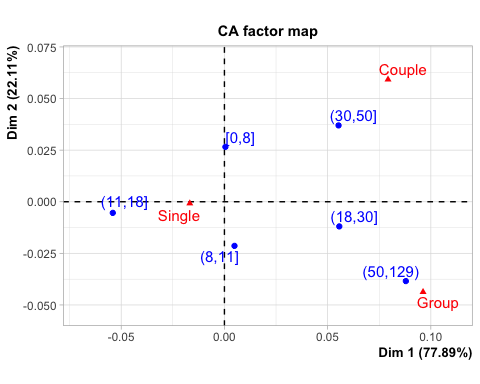 CA factor map
Dim 2 (22.11%)
0.075
0.050
0.025
0.000
-0.025
-0.050
Couple
(30,50]
[0,8]
(11,18]
Single
(18,30]
(8,11]
(50,129)
Group
-0.05
0.00
0.05
0.10
Dim 1 (77.89%)